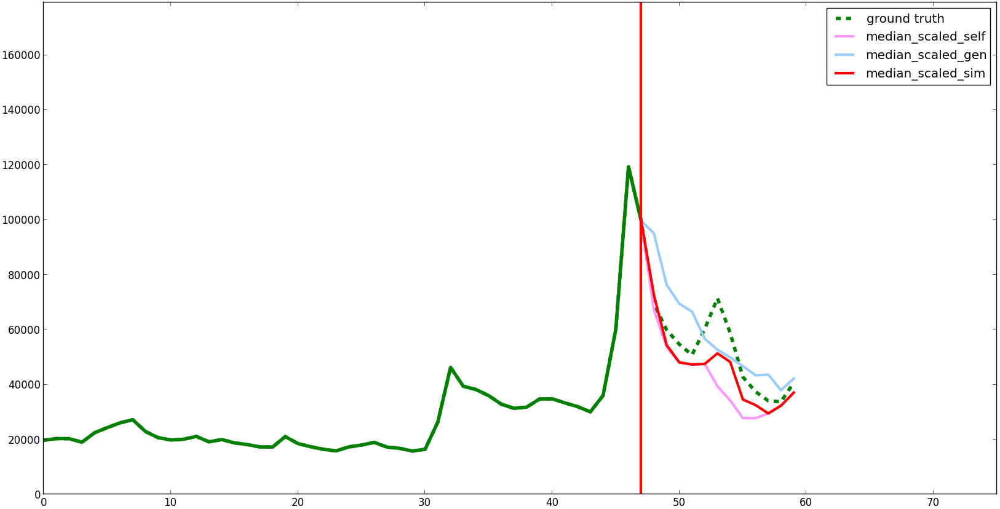 ground truth
median_scaled_self
median_scaled_gen
median_scaled_sim
160000
140000
120000
100000
80000
60000
40000
20000
0
0 10 20 30 40 50 60 70